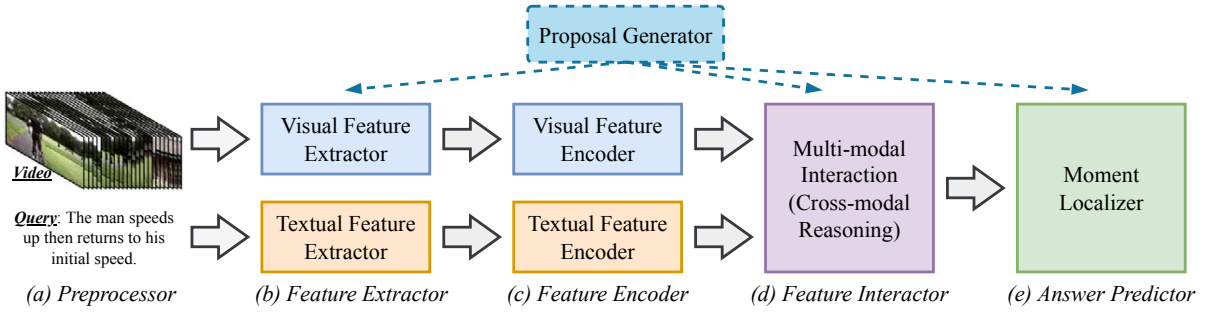 Proposal Generator
Video
Query: The man speeds
up then returns to his
initial speed.
Visual Feature
Extractor
Textual Feature
Extractor
Visual Feature
Encoder
Textual Feature
Encoder
Multi-modal
Interaction
(Cross-modal
Reasoning)
Moment
Localizer
(a) Preprocessor
(b) Feature Extractor
(c) Feature Encoder
(d) Feature Interactor
(e) Answer Predictor